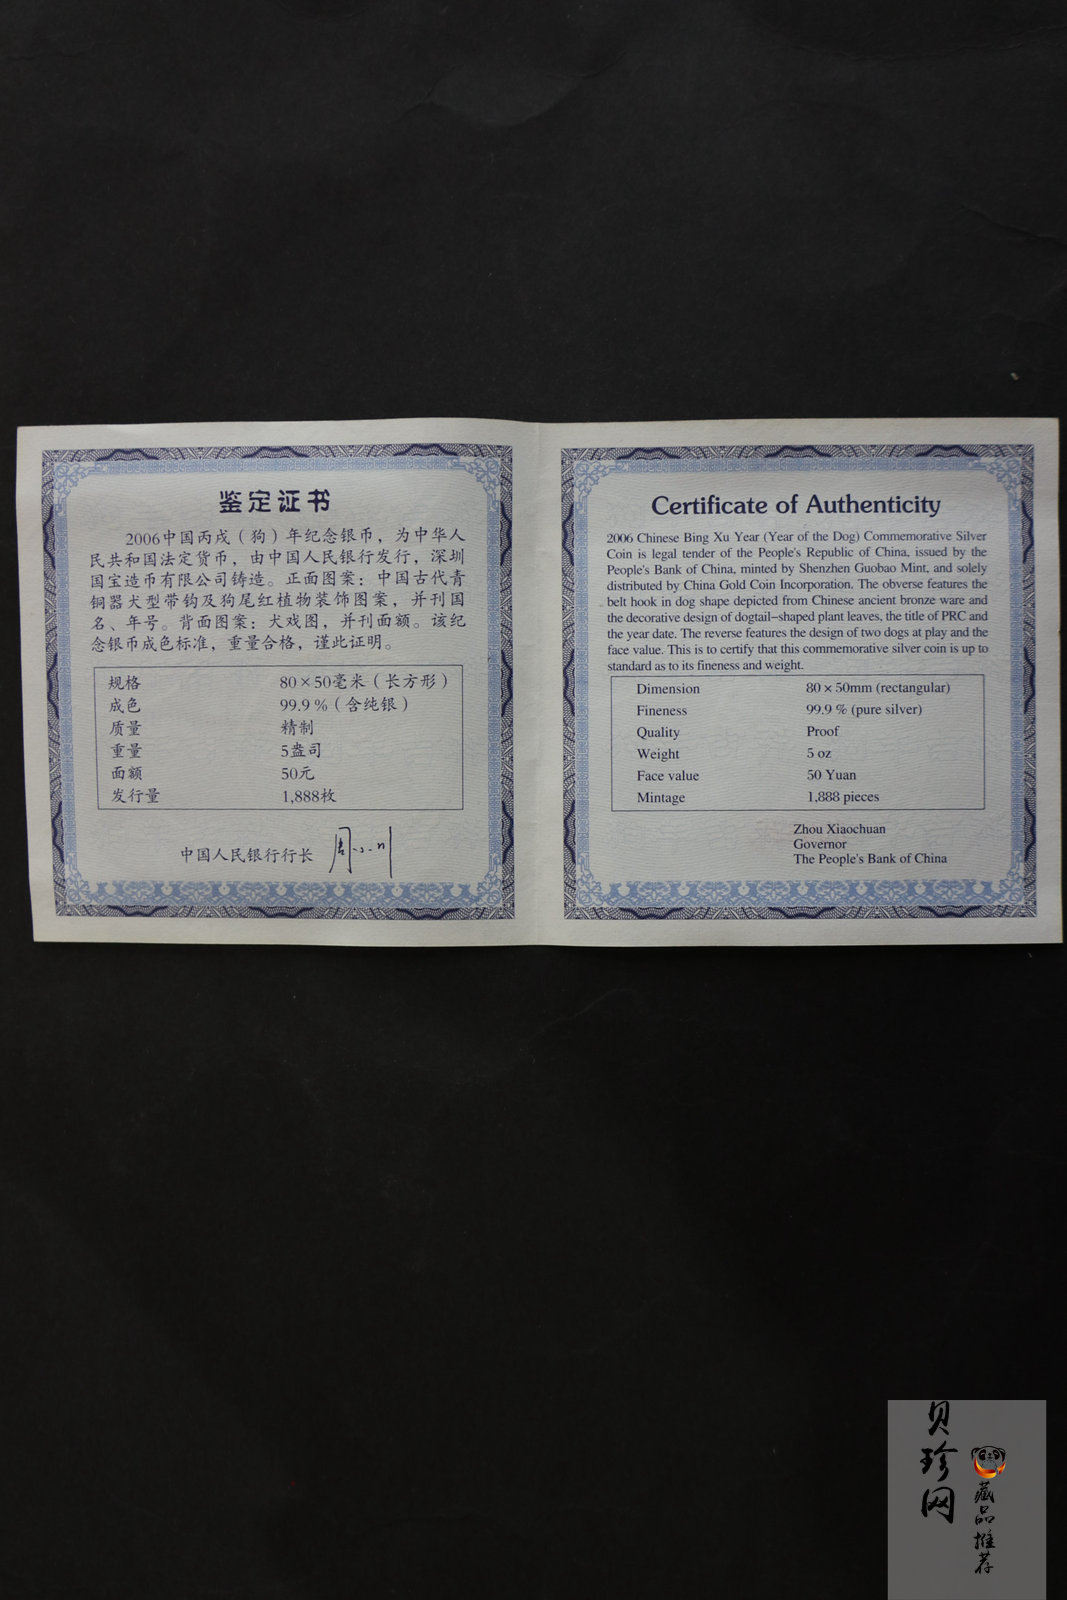 鉴定证书
2006中国丙戌（狗）年纪念银币，为中华人
民共和国法定货币，由中国人民银行发行，深圳
国宝造币有限公司铸造。正面图案：中国古代青
铜器犬型带钩及狗尾红植物装饰图案，并刊国
名、年号。背面图案：犬戏图，并刊面额。该纪
念银币成色标准，重量合格，谨此证明。
规格 80×50毫米（长方形）
成色 99.9％（含纯银）
质量 精制
重量 5盎司
面额 50元
发行量 1,888枚
中国人民银行行长 周小川
Certificate of Authenticity
2006 Chinese Bing Xu Year (Year of the Dog) Commemorative Silver
Coin is legal tender of the People's Republic of China, issued by the
People's Bank of China, minted by Shenzhen Guobao Mint, and solely
distributed by China Gold Coin Incorporation. The obverse features the
belt hook in dog shape depicted from Chinese ancient bronze ware and
the decorative design of dogtail-shaped plant leaves, the title of PRC and
the year date. The reverse features the design of two dogs at play and the
face value. This is to certify that this commemorative silver coin is up to
standard as to its fineness and weight.
Dimension 80×50mm (rectangular)
Fineness 99.9％ (pure silver)
Quality Proof
Weight 5 oz
Face value 50 Yuan
Mintage 1,888 pieces
Zhou Xiaochuan
Governor
The People's Bank of China
贝珍网
藏品推荐